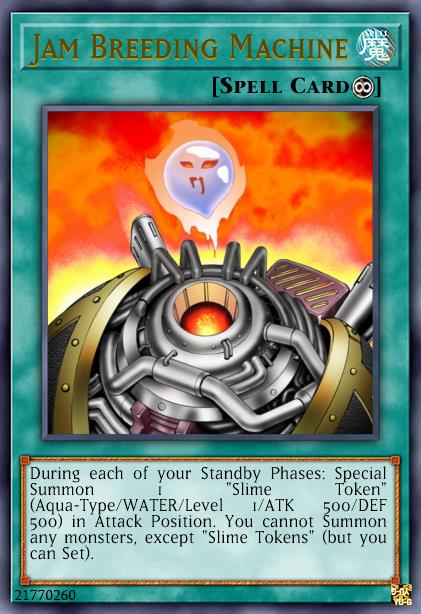 Jam Breeding Machine 魔
[Spell Card]
During each of your Standby Phases: Special
Summon 1 "Slime Token"
(Aqua-Type/WATER/Level 1/ATK 500/DEF
500) in Attack Position. You cannot Summon
any monsters, except "Slime Tokens" (but you
can Set).
21770260